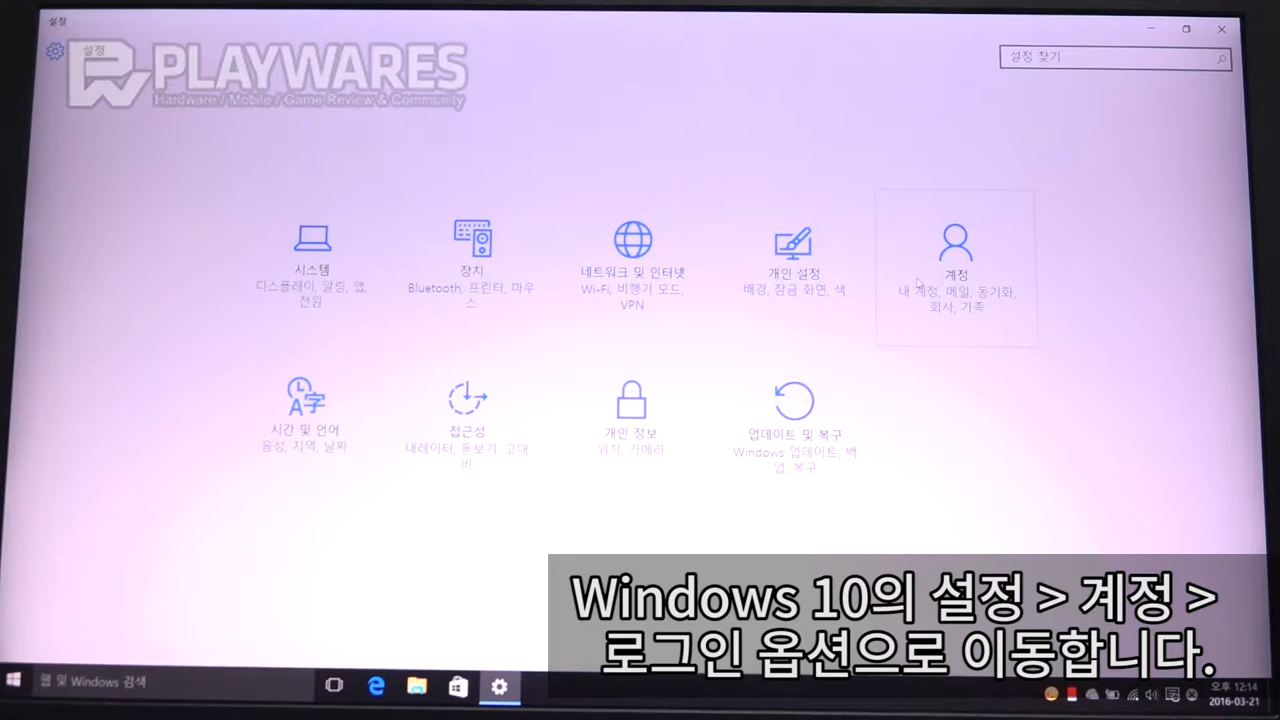 설정
설정
PLAYWARES
Hardware / Mobile / Game Review & Community
설정 찾기
시스템
디스플레이, 알림, 앱,
전원
장치
Bluetooth, 프린터, 마우
스
네트워크 및 인터넷
Wi-Fi, 비행기 모드,
VPN
개인 설정
배경, 잠금 화면, 색
계정
내 계정, 메일, 동기화,
회사, 가족
시간 및 언어
음성, 지역, 날짜
접근성
내레이터, 돋보기, 고대
비
개인 정보
위치, 카메라
업데이트 및 복구
Windows 업데이트, 백
업, 복구
Windows 10의 설정 > 계정 >
로그인 옵션으로 이동합니다.
웹 및 Windows 검색
오후 12:14
2016-03-21